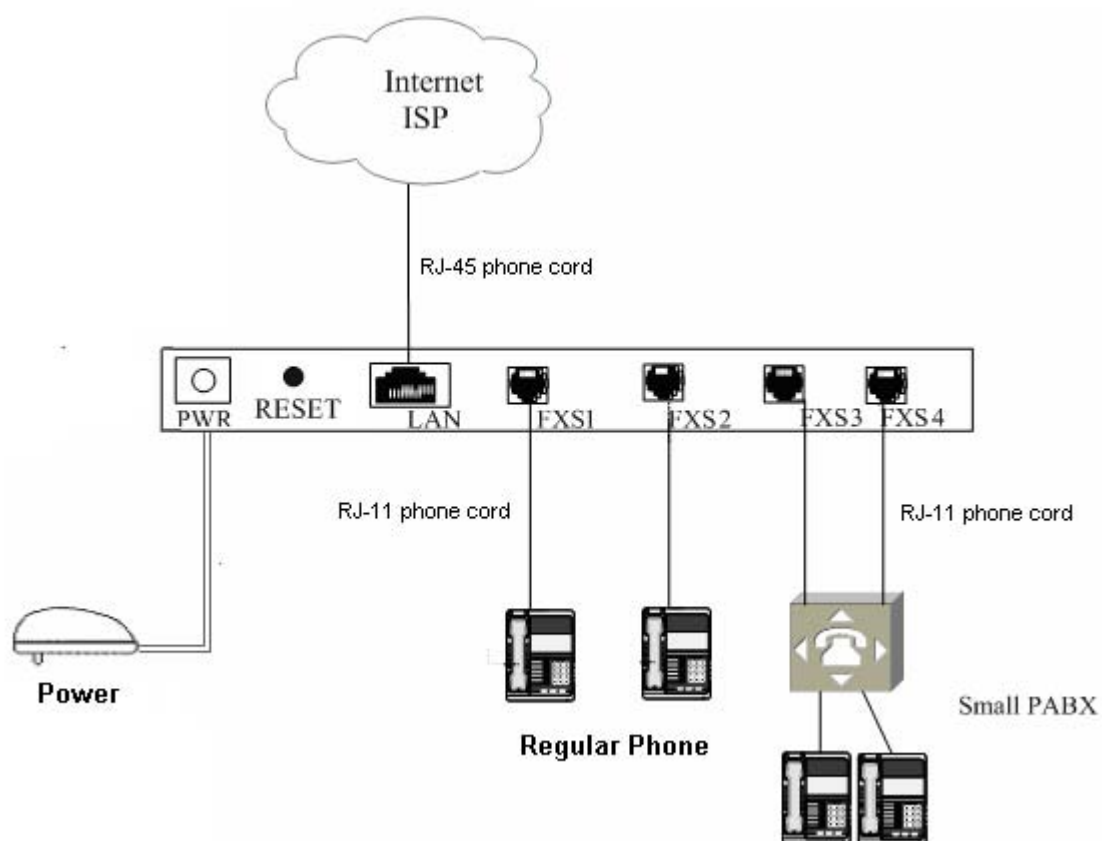 Internet
ISP
RJ-45 phone cord
PWR
RESET
LAN
FXS1
FXS2
FXS3
FXS4
RJ-11 phone cord
RJ-11 phone cord
Power
Regular Phone
Small PABX